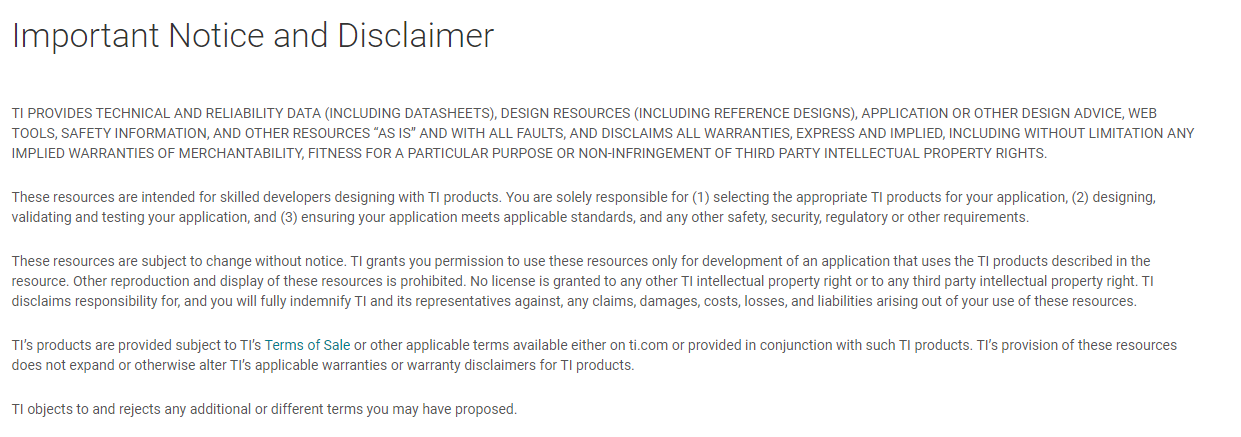 Important Notice and Disclaimer
TI PROVIDES TECHNICAL AND RELIABILITY DATA (INCLUDING DATASHEETS), DESIGN RESOURCES (INCLUDING REFERENCE DESIGNS), APPLICATION OR OTHER DESIGN ADVICE, WEB
TOOLS, SAFETY INFORMATION, AND OTHER RESOURCES “AS IS” AND WITH ALL FAULTS, AND DISCLAIMS ALL WARRANTIES, EXPRESS AND IMPLIED, INCLUDING WITHOUT LIMITATION ANY
IMPLIED WARRANTIES OF MERCHANTABILITY, FITNESS FOR A PARTICULAR PURPOSE OR NON-INFRINGEMENT OF THIRD PARTY INTELLECTUAL PROPERTY RIGHTS.
These resources are intended for skilled developers designing with TI products. You are solely responsible for (1) selecting the appropriate TI products for your application, (2) designing,
validating and testing your application, and (3) ensuring your application meets applicable standards, and any other safety, security, regulatory or other requirements.
These resources are subject to change without notice. TI grants you permission to use these resources only for development of an application that uses the TI products described in the
resource. Other reproduction and display of these resources is prohibited. No license is granted to any other TI intellectual property right or to any third party intellectual property right. TI
disclaims responsibility for, and you will fully indemnify TI and its representatives against, any claims, damages, costs, losses, and liabilities arising out of your use of these resources.
TI’s products are provided subject to TI’s Terms of Sale or other applicable terms available either on ti.com or provided in conjunction with such TI products. TI’s provision of these resources
does not expand or otherwise alter TI’s applicable warranties or warranty disclaimers for TI products.
TI objects to and rejects any additional or different terms you may have proposed.